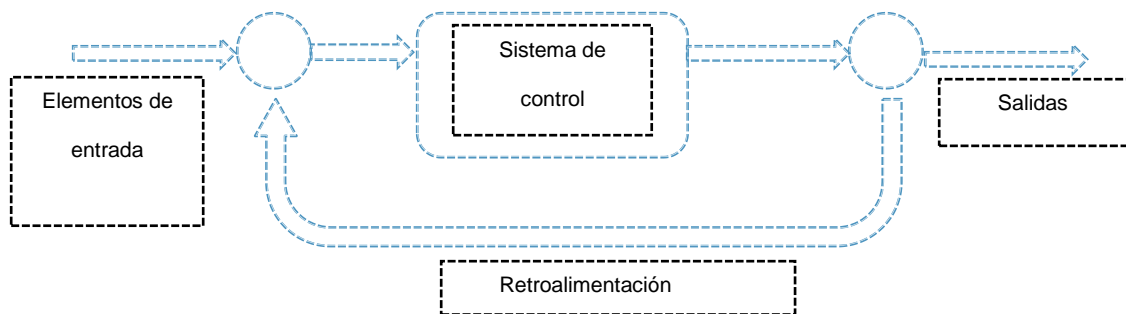 Elementos de
entrada
Sistema de
control
Salidas
Retroalimentación